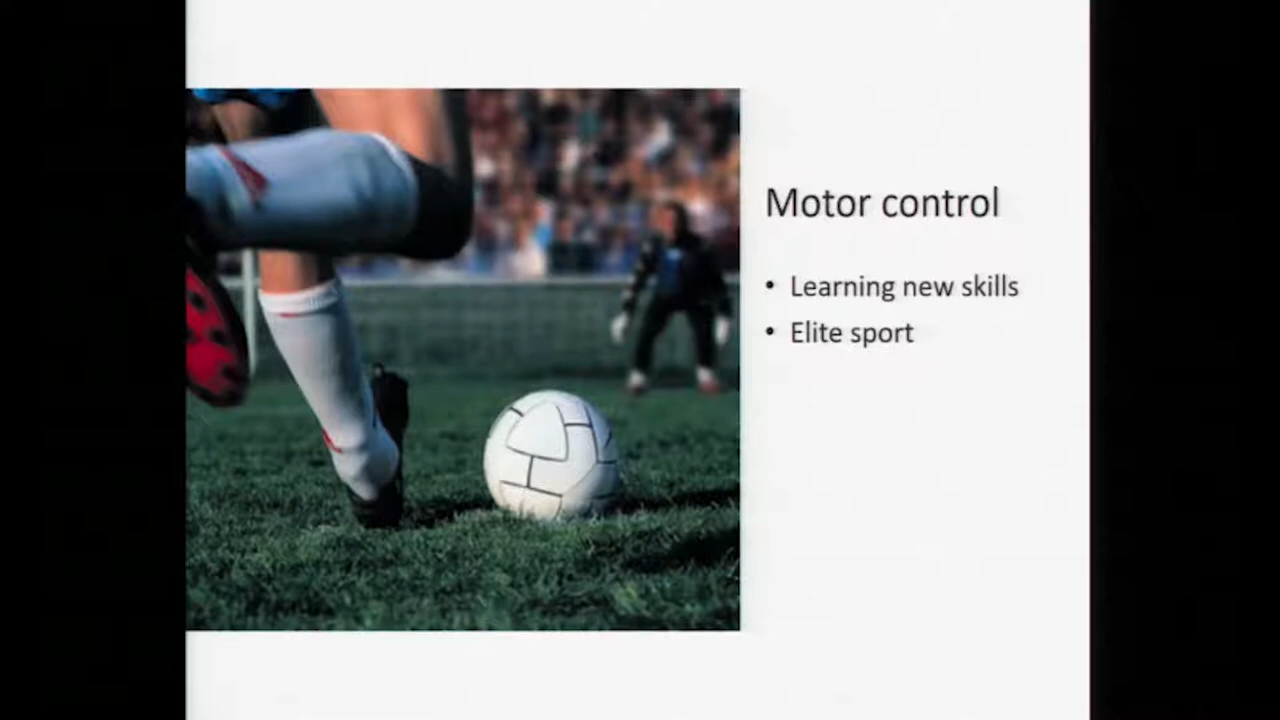 Motor control
• Learning new skills
• Elite sport